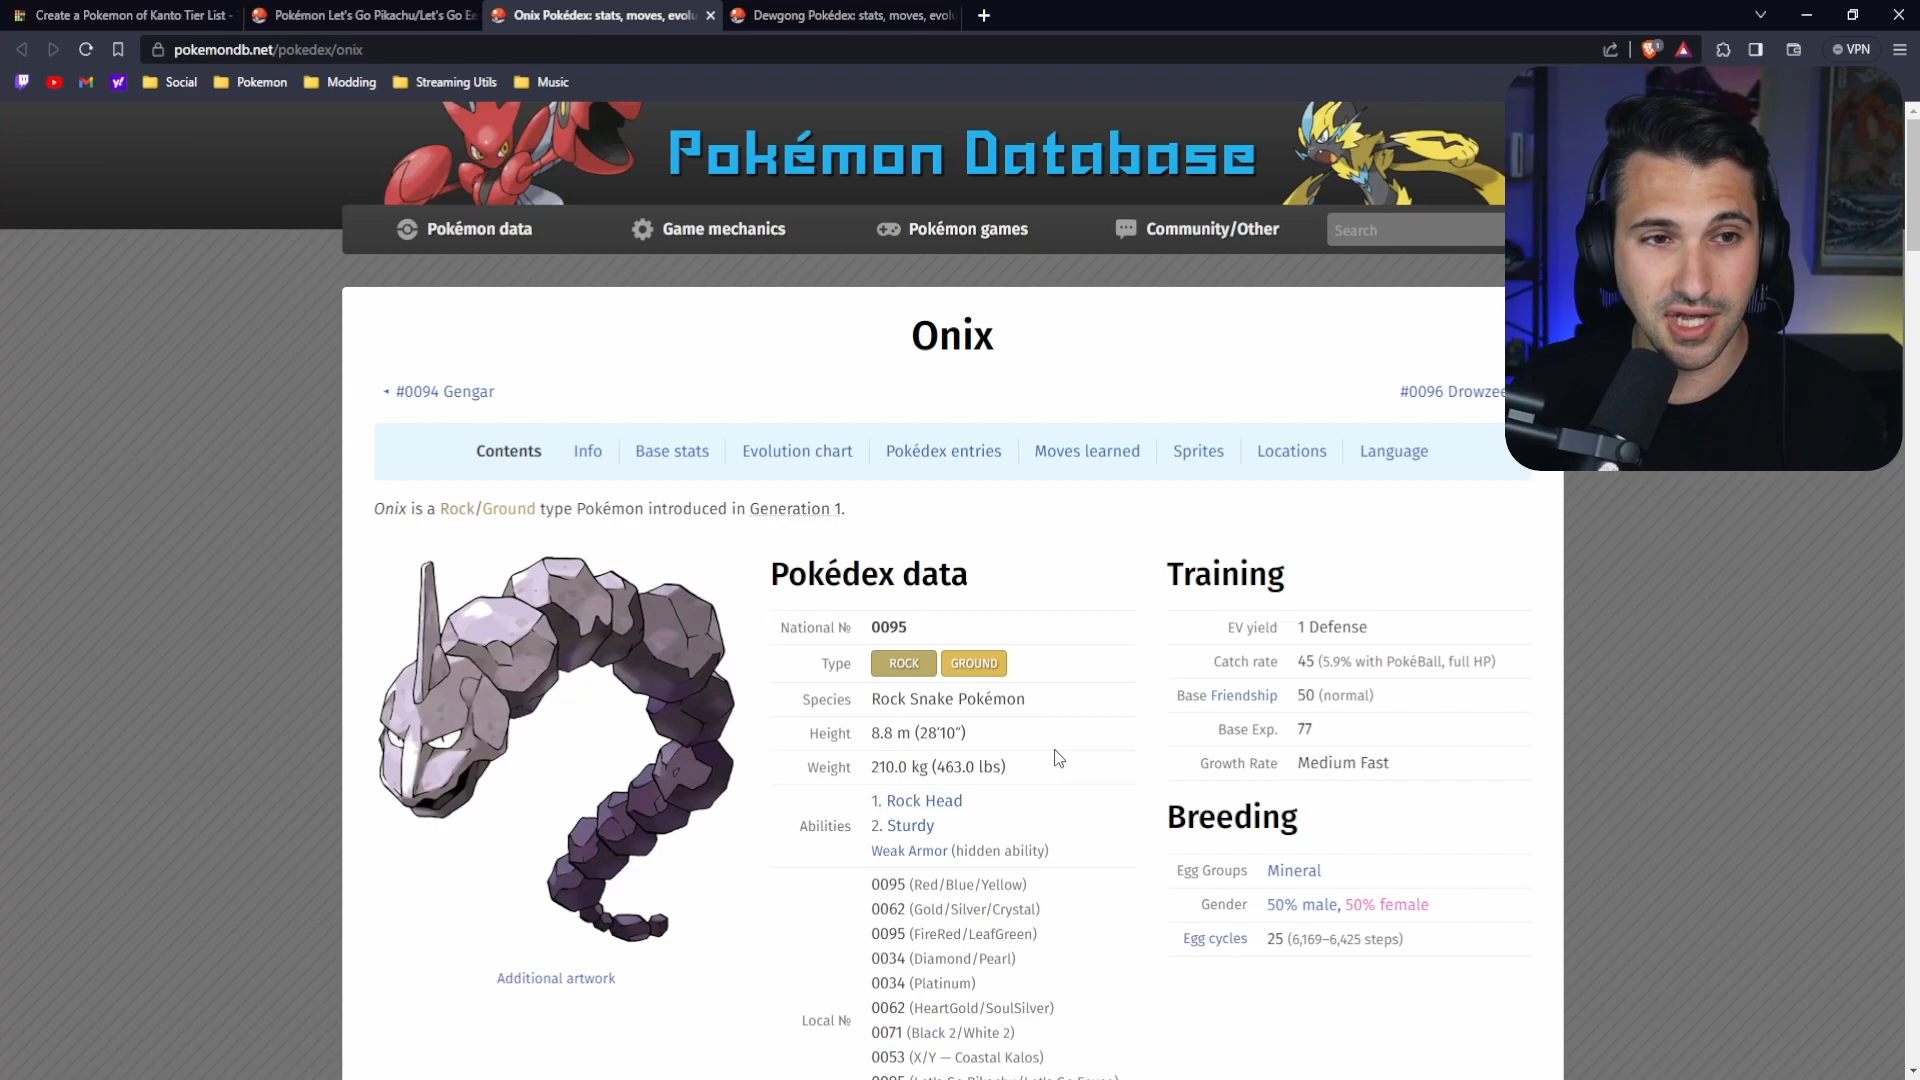 Create a Pokemon of Kanto Tier List -
Pokémon Let's Go Pikachu/Let's Go Ee
Onix Pokédex: stats, moves, evolu
Dewgong Pokédex: stats, moves, evolu
pokemondb.net/pokedex/onix
VPN
Social
Pokemon
Modding
Streaming Utils
Music
Pokémon Database
Pokémon data
Game mechanics
Pokémon games
Community/Other
Search
Onix
#0094 Gengar
#0096 Drowzee
Contents
Info
Base stats
Evolution chart
Pokédex entries
Moves learned
Sprites
Locations
Language
Onix is a Rock/Ground type Pokémon introduced in Generation 1.
Additional artwork
Pokédex data
National № 0095
Type ROCK GROUND
Species Rock Snake Pokémon
Height 8.8 m (28′10″)
Weight 210.0 kg (463.0 lbs)
Abilities
1. Rock Head
2. Sturdy
Weak Armor (hidden ability)
Local №
0095 (Red/Blue/Yellow)
0062 (Gold/Silver/Crystal)
0095 (FireRed/LeafGreen)
0034 (Diamond/Pearl)
0034 (Platinum)
0062 (HeartGold/SoulSilver)
0071 (Black 2/White 2)
0053 (X/Y — Coastal Kalos)
Training
EV yield 1 Defense
Catch rate 45 (5.9% with PokéBall, full HP)
Base Friendship 50 (normal)
Base Exp. 77
Growth Rate Medium Fast
Breeding
Egg Groups Mineral
Gender 50% male, 50% female
Egg cycles 25 (6,169–6,425 steps)